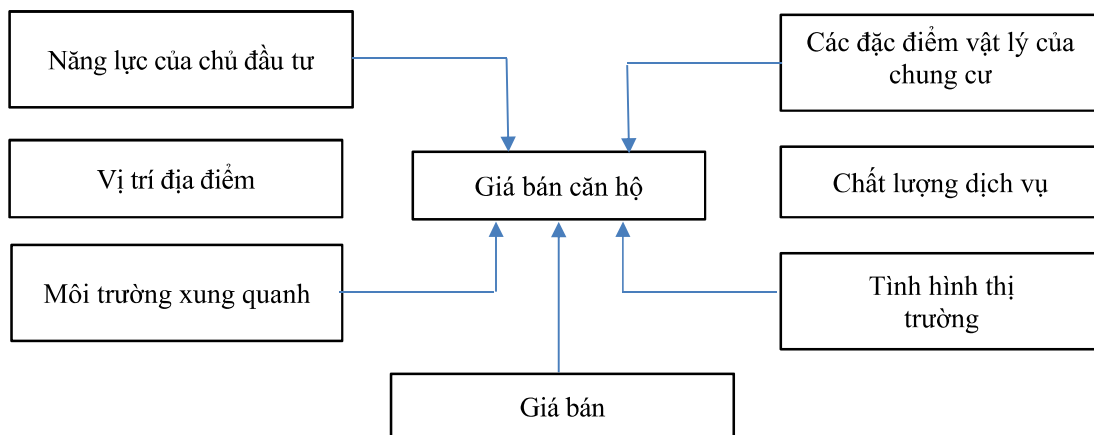 Năng lực của chủ đầu tư
Các đặc điểm vật lý của
chung cư
Vị trí địa điểm
Giá bán căn hộ
Chất lượng dịch vụ
Môi trường xung quanh
Tình hình thị
trường
Giá bán